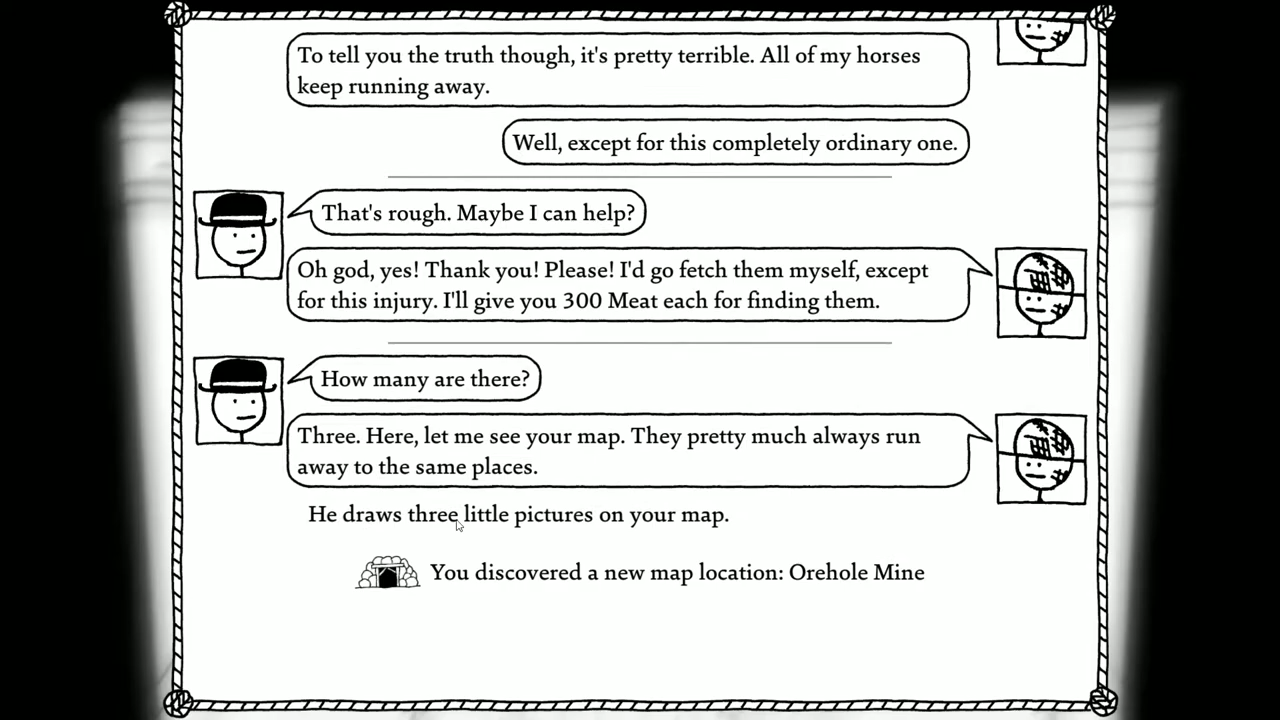 To tell you the truth though, it's pretty terrible. All of my horses
keep running away.
Well, except for this completely ordinary one.
That's rough. Maybe I can help?
Oh god, yes! Thank you! Please! I'd go fetch them myself, except
for this injury. I'll give you 300 Meat each for finding them.
How many are there?
Three. Here, let me see your map. They pretty much always run
away to the same places.
He draws three little pictures on your map.
You discovered a new map location: Orehole Mine